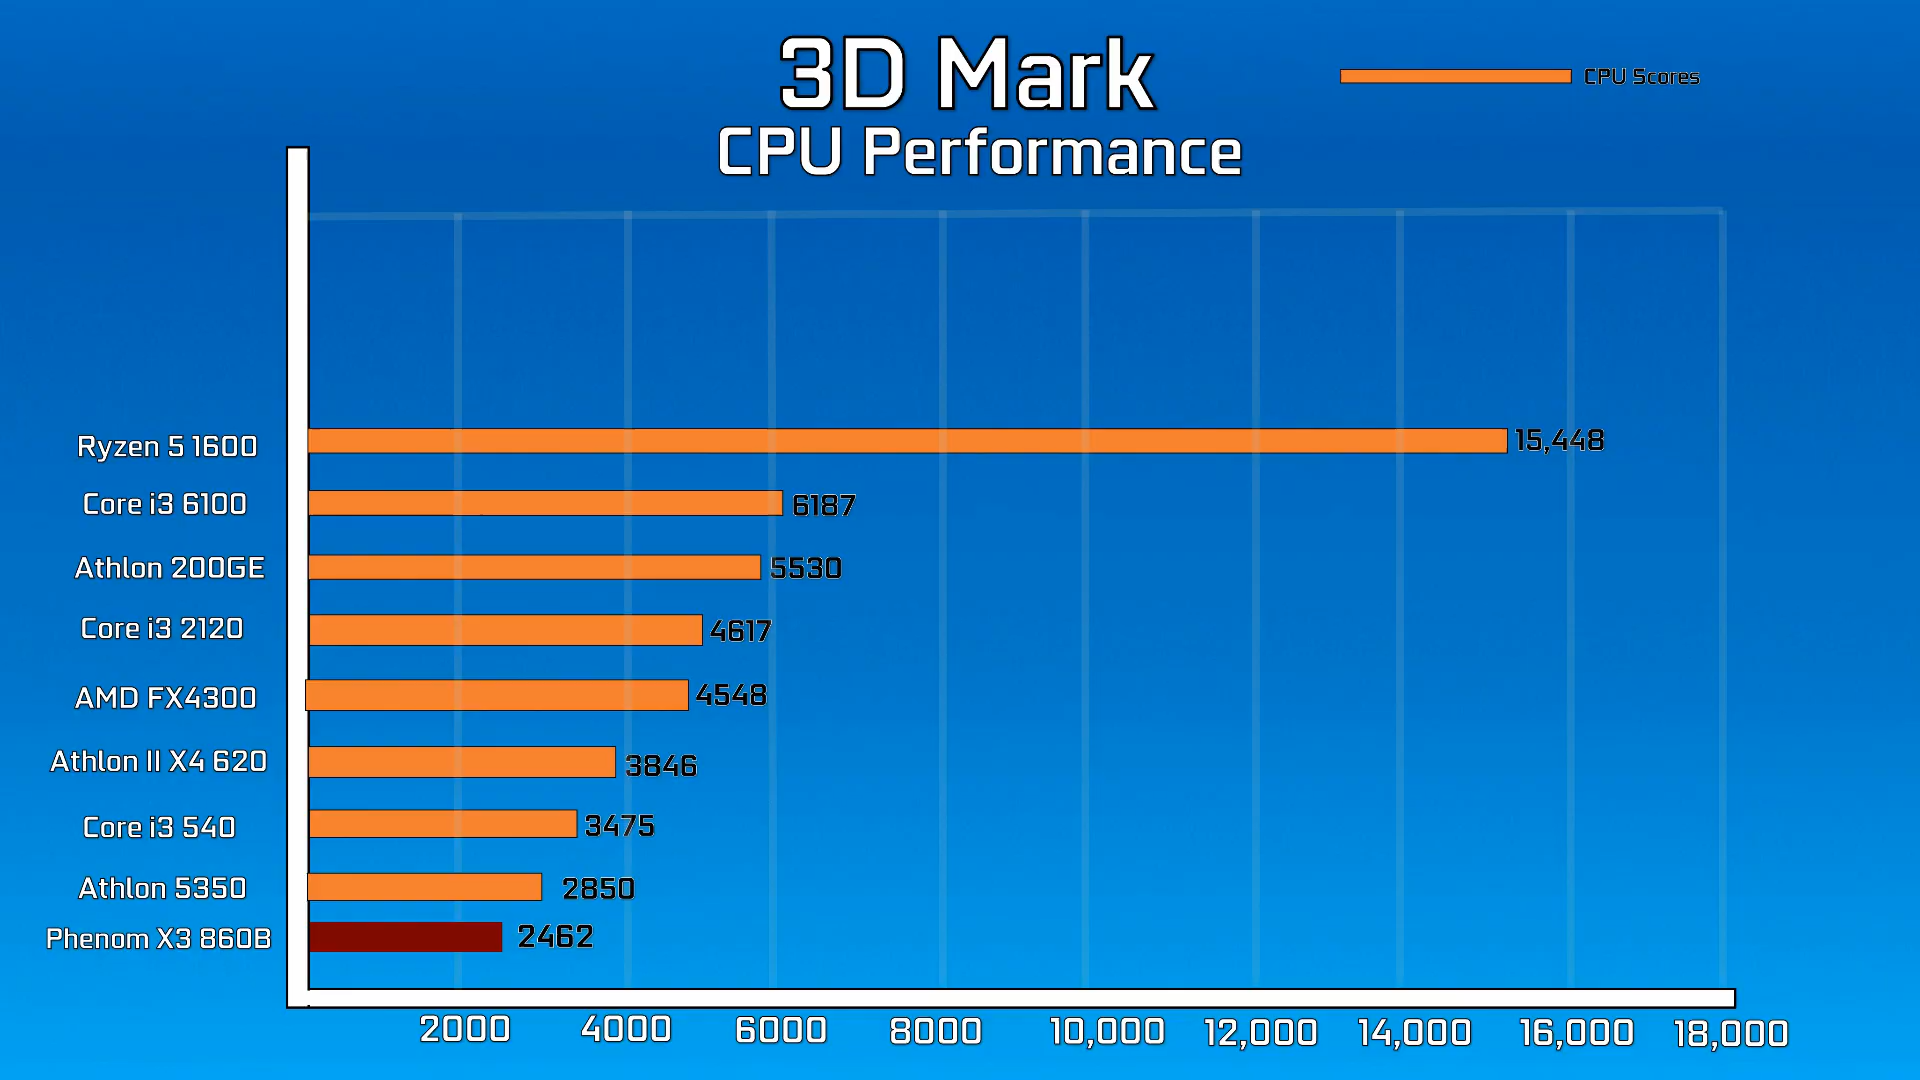 3D Mark
CPU Performance
CPU Scores
Ryzen 5 1600 15,448
Core i3 6100 6187
Athlon 200GE 5530
Core i3 2120 4617
AMD FX4300 4548
Athlon II X4 620 3846
Core i3 540 3475
Athlon 5350 2850
Phenom X3 860B 2462
2000 4000 6000 8000 10,000 12,000 14,000 16,000 18,000